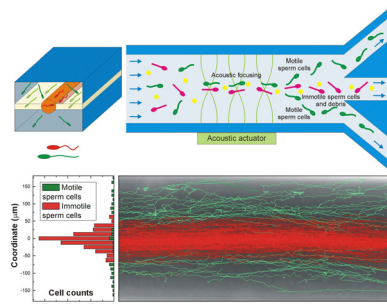 Motile
sperm cells
Acoustic focusing
Immotile sperm cells
and debris
Motile
sperm cells
Acoustic actuator
Coordinate (μm)
150
100
50
0
-50
-100
-150
Motile
sperm cells
Immotile
sperm cells
Cell counts